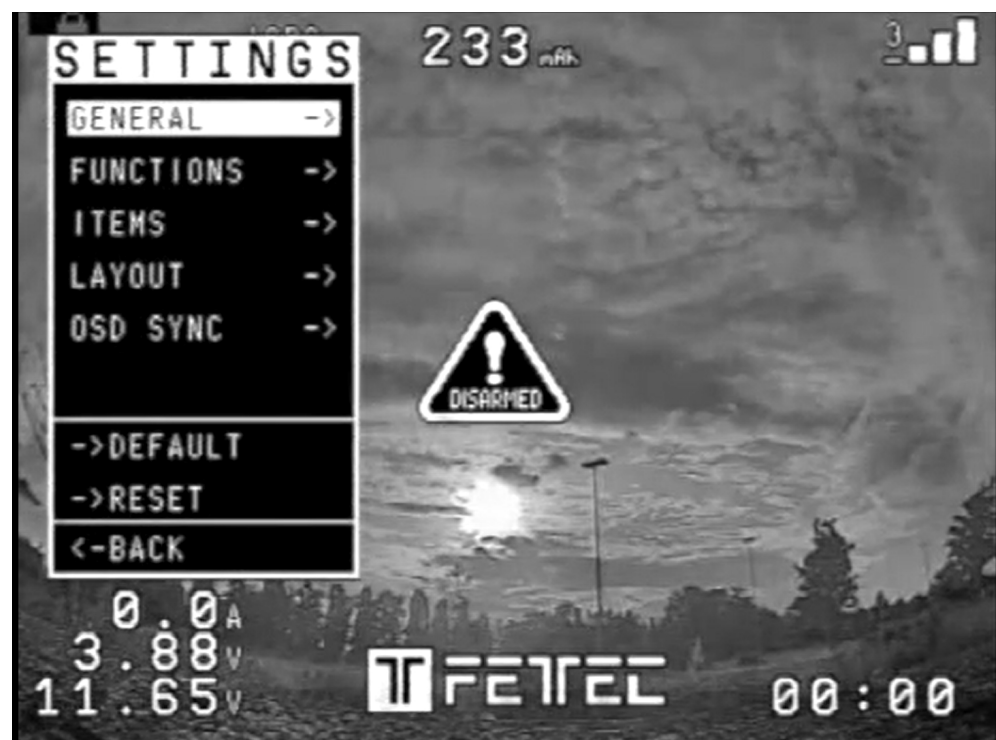 SETTINGS
233 mAh
3
GENERAL ->
FUNCTIONS ->
ITEMS ->
LAYOUT ->
OSD SYNC ->
DISARMED
->DEFAULT
->RESET
<-BACK
0.0A
3.88V
11.65V
FETTEC
00:00